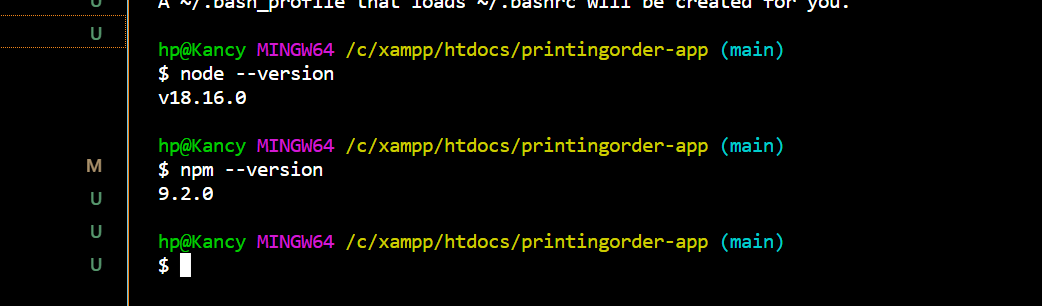 A ~/.bash_profile that loads ~/.bashrc will be created for you.
U
U
hp@Kancy MINGW64 /c/xampp/htdocs/printingorder-app (main)
$ node --version
v18.16.0
hp@Kancy MINGW64 /c/xampp/htdocs/printingorder-app (main)
$ npm --version
9.2.0
hp@Kancy MINGW64 /c/xampp/htdocs/printingorder-app (main)
$
M
U
U
U